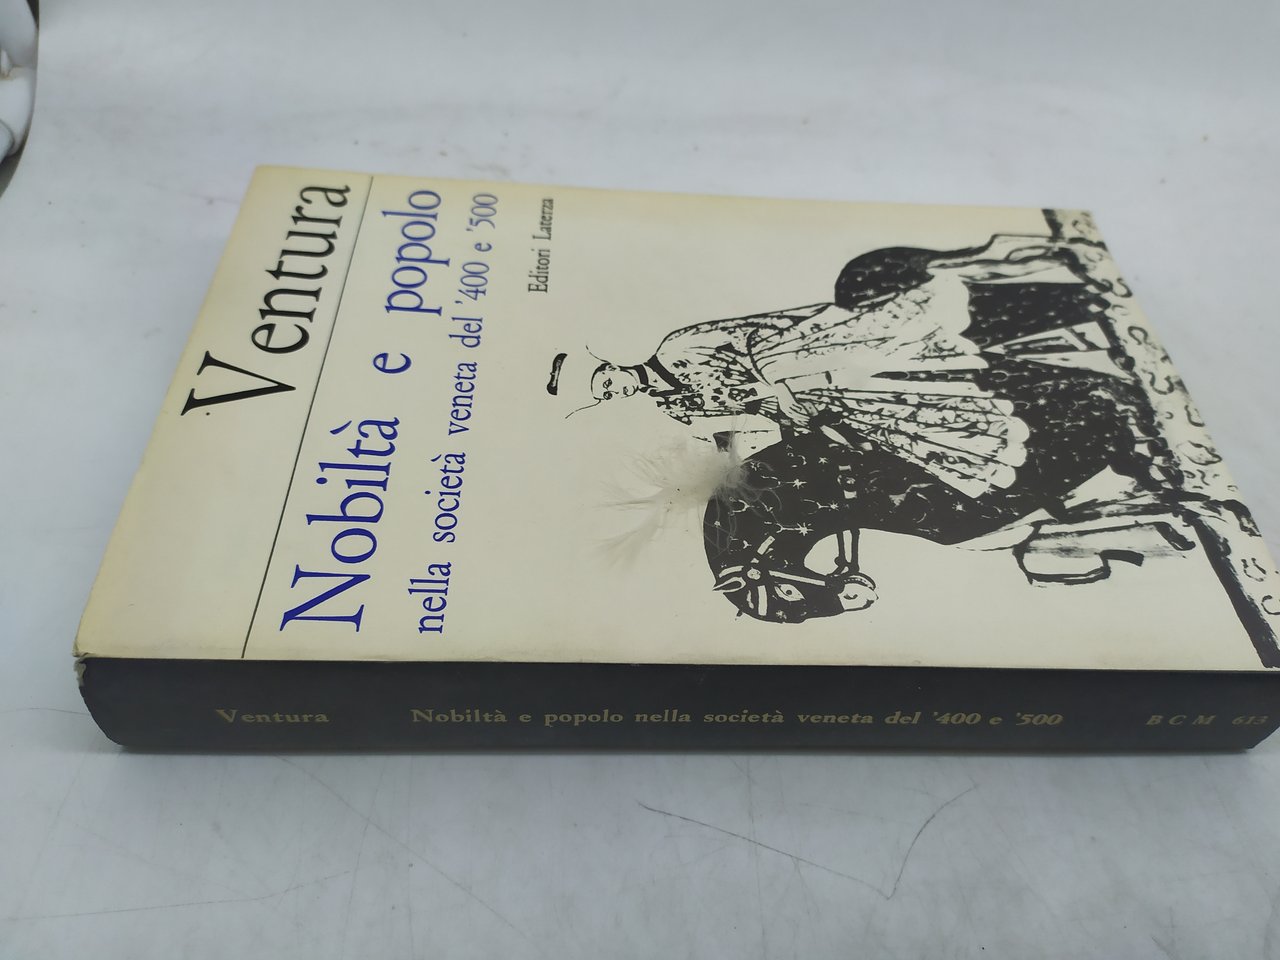 Ventura
Nobiltà e popolo
nella società veneta del '400 e '500
Editori Laterza
Ventura Nobiltà e popolo nella società veneta del '400 e '500 BCM 613